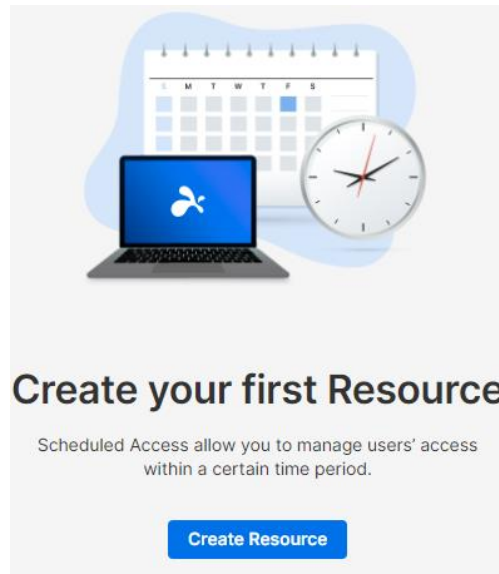 S M T W T F S
Create your first Resource
Scheduled Access allow you to manage users' access
within a certain time period.
Create Resource